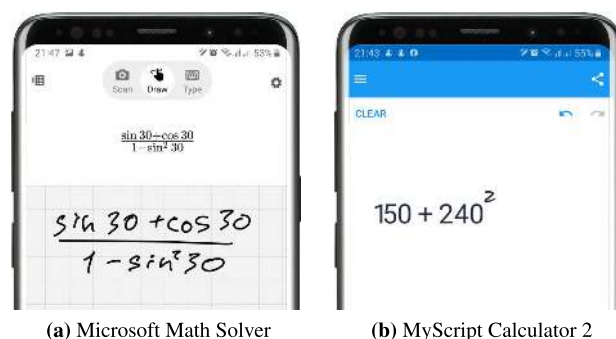 21:47
53%
Scan
Draw
Type
sin 30+cos 30
1−sin² 30
sin 30 + cos 30
1 - sin² 30
(a) Microsoft Math Solver
21:43
55%
CLEAR
150 + 240²
(b) MyScript Calculator 2